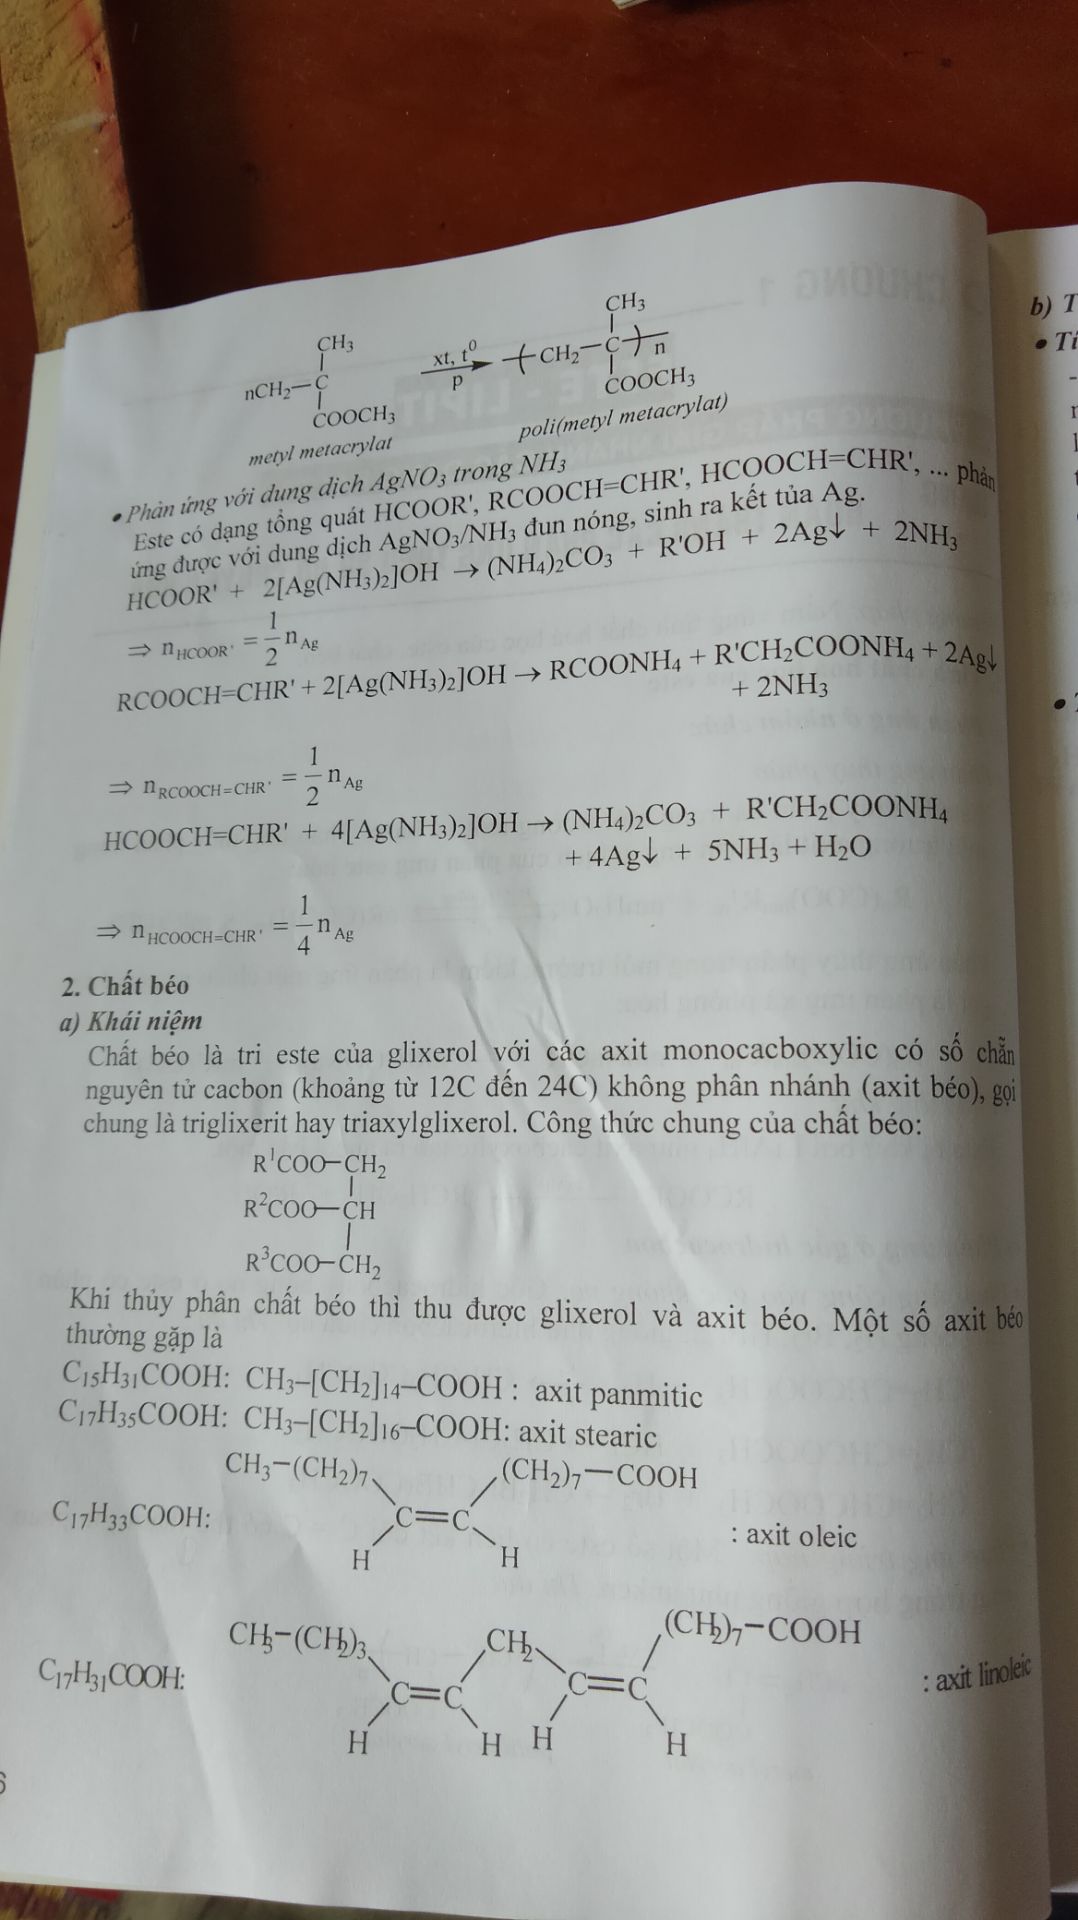 CH₃
nCH₂—C
COOCH₃
metyl metacrylat
xt, t⁰
p
CH₃
CH₂—C
n
COOCH₃
poli(metyl metacrylat)
• Phản ứng với dung dịch AgNO₃ trong NH₃
Este có dạng tổng quát HCOOR', RCOOCH=CHR', HCOOCH=CHR', ... phản
ứng được với dung dịch AgNO₃/NH₃ đun nóng, sinh ra kết tủa Ag.
HCOOR' + 2[Ag(NH₃)₂]OH → (NH₄)₂CO₃ + R'OH + 2Ag↓ + 2NH₃
⇒ n HCOOR' = 1/2 n Ag
RCOOCH=CHR' + 2[Ag(NH₃)₂]OH → RCOONH₄ + R'CH₂COONH₄ + 2Ag↓
+ 2NH₃
⇒ n RCOOCH=CHR' = 1/2 n Ag
HCOOCH=CHR' + 4[Ag(NH₃)₂]OH → (NH₄)₂CO₃ + R'CH₂COONH₄
+ 4Ag↓ + 5NH₃ + H₂O
⇒ n HCOOCH=CHR' = 1/4 n Ag
2. Chất béo
a) Khái niệm
Chất béo là tri este của glixerol với các axit monocacboxylic có số chẵn
nguyên tử cacbon (khoảng từ 12C đến 24C) không phân nhánh (axit béo), gọi
chung là triglixerit hay triaxylglixerol. Công thức chung của chất béo:
R¹COO—CH₂
R²COO—CH
R³COO—CH₂
Khi thủy phân chất béo thì thu được glixerol và axit béo. Một số axit béo
thường gặp là
C₁₅H₃₁COOH: CH₃–[CH₂]₁₄–COOH : axit panmitic
C₁₇H₃₅COOH: CH₃–[CH₂]₁₆–COOH: axit stearic
CH₃—(CH₂)₇ (CH₂)₇—COOH
C₁₇H₃₃COOH: C=C : axit oleic
H H
CH₃—(CH₂)₃ CH₂ (CH₂)₇—COOH
C₁₇H₃₁COOH: C=C C=C : axit linoleic
H H H H
b) T
• Tí